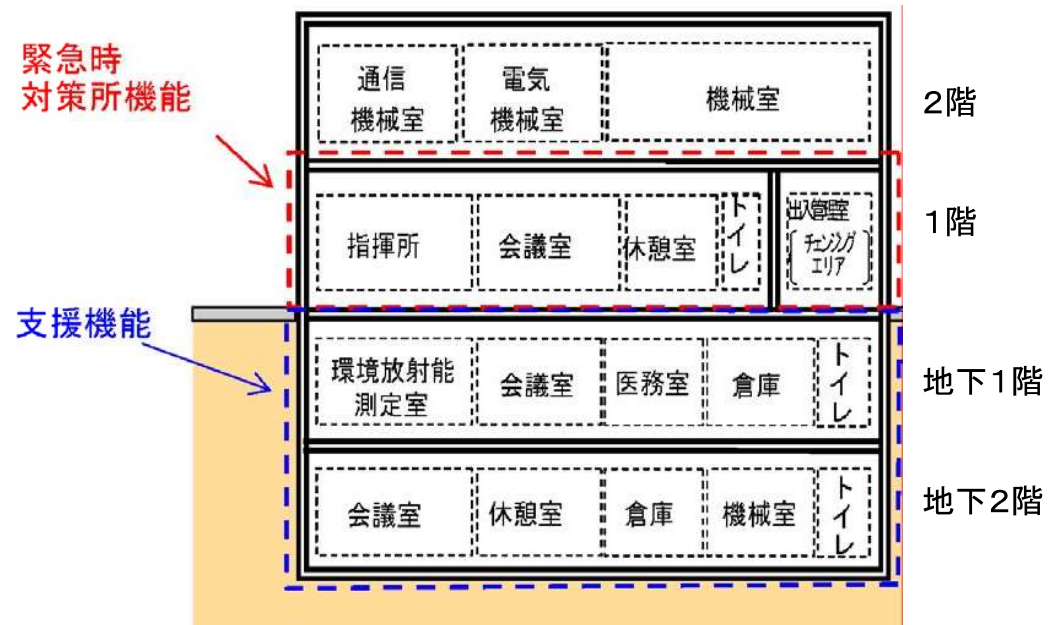 緊急時
対策所機能
通信
機械室
電気
機械室
機械室
2階
指揮所
会議室
休憩室
トイレ
出入管理室
チェンジング
エリア
1階
支援機能
環境放射能
測定室
会議室
医務室
倉庫
トイレ
地下1階
会議室
休憩室
倉庫
機械室
トイレ
地下2階